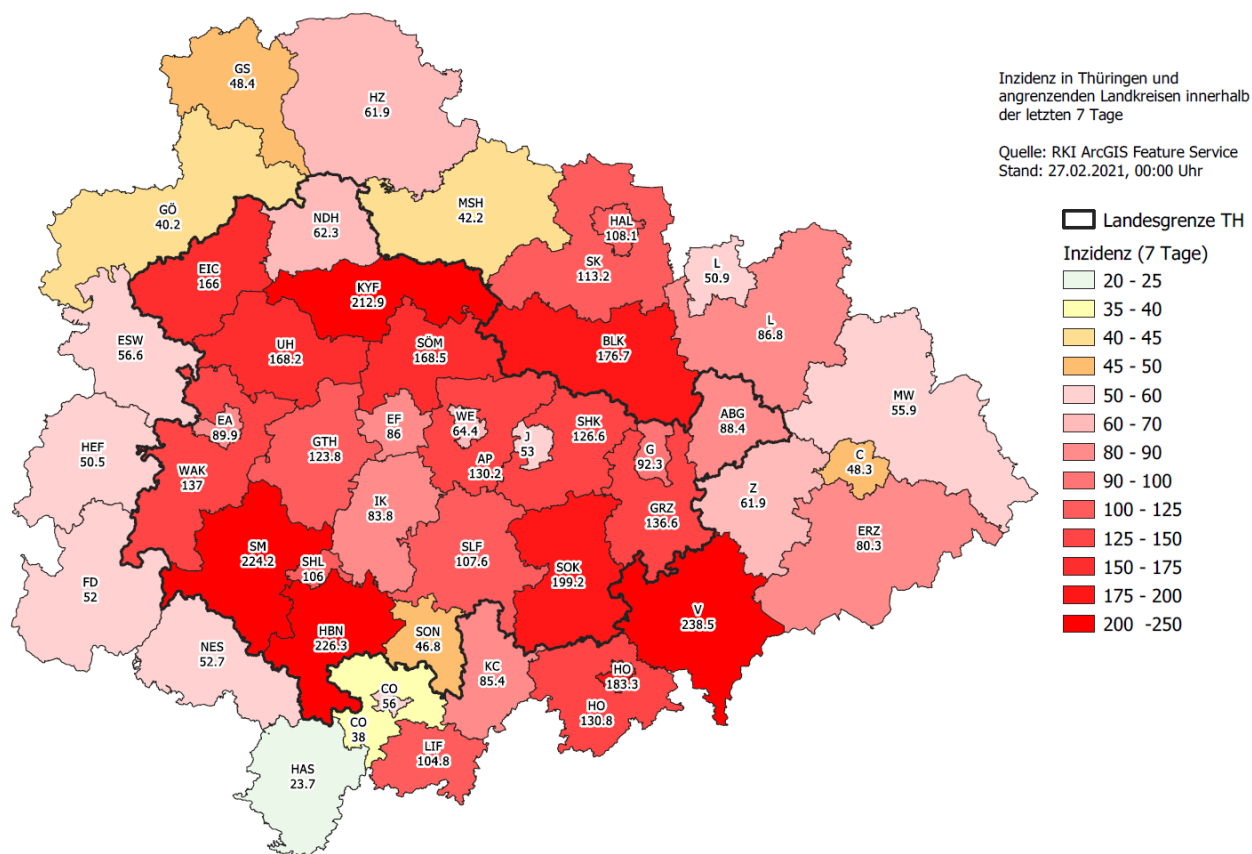 Inzidenz in Thüringen und
angrenzenden Landkreisen innerhalb
der letzten 7 Tage
Quelle: RKI ArcGIS Feature Service
Stand: 27.02.2021, 00:00 Uhr
Landesgrenze TH
Inzidenz (7 Tage)
20 - 25
35 - 40
40 - 45
45 - 50
50 - 60
60 - 70
80 - 90
90 - 100
100 - 125
125 - 150
150 - 175
175 - 200
200 -250
GS
48.4
HZ
61.9
GÖ
40.2
NDH
62.3
MSH
42.2
HAL
108.1
SK
113.2
L
50.9
L
86.8
EIC
166
KYF
212.9
ESW
56.6
UH
168.2
SÖM
168.5
BLK
176.7
MW
55.9
EA
89.9
GTH
123.8
EF
86
WE
64.4
J
53
SHK
126.6
G
92.3
ABG
88.4
HEF
50.5
WAK
137
AP
130.2
C
48.3
IK
83.8
GRZ
136.6
Z
61.9
ERZ
80.3
SM
224.2
SHL
106
SLF
107.6
SOK
199.2
FD
52
V
238.5
NES
52.7
HBN
226.3
SON
46.8
KC
85.4
HO
183.3
HO
130.8
CO
56
CO
38
LIF
104.8
HAS
23.7